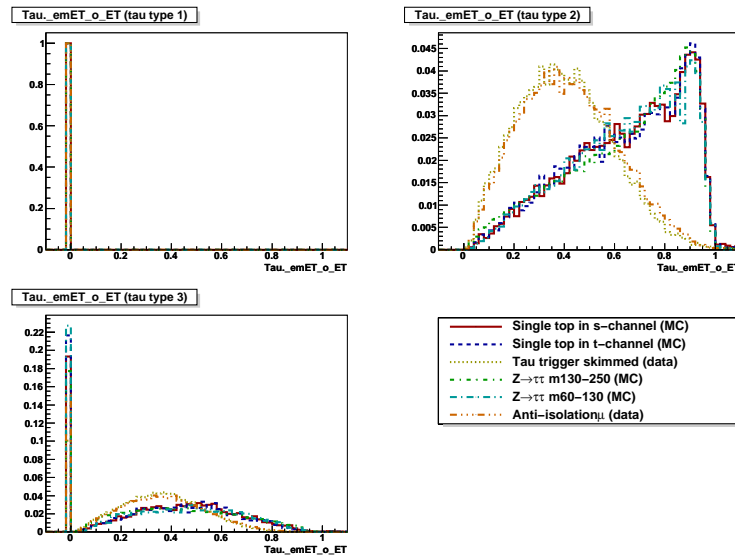 Tau._emET_o_ET (tau type 1)
1
0.8
0.6
0.4
0.2
0
0 0.2 0.4 0.6 0.8 1
Tau._emET_o_ET
Tau._emET_o_ET (tau type 2)
0.045
0.04
0.035
0.03
0.025
0.02
0.015
0.01
0.005
0
0 0.2 0.4 0.6 0.8 1
Tau._emET_o_ET
Tau._emET_o_ET (tau type 3)
0.22
0.2
0.18
0.16
0.14
0.12
0.1
0.08
0.06
0.04
0.02
0
0 0.2 0.4 0.6 0.8 1
Tau._emET_o_ET
Single top in s−channel (MC)
Single top in t−channel (MC)
Tau trigger skimmed (data)
Z→ττ m130−250 (MC)
Z→ττ m60−130 (MC)
Anti−isolationμ (data)